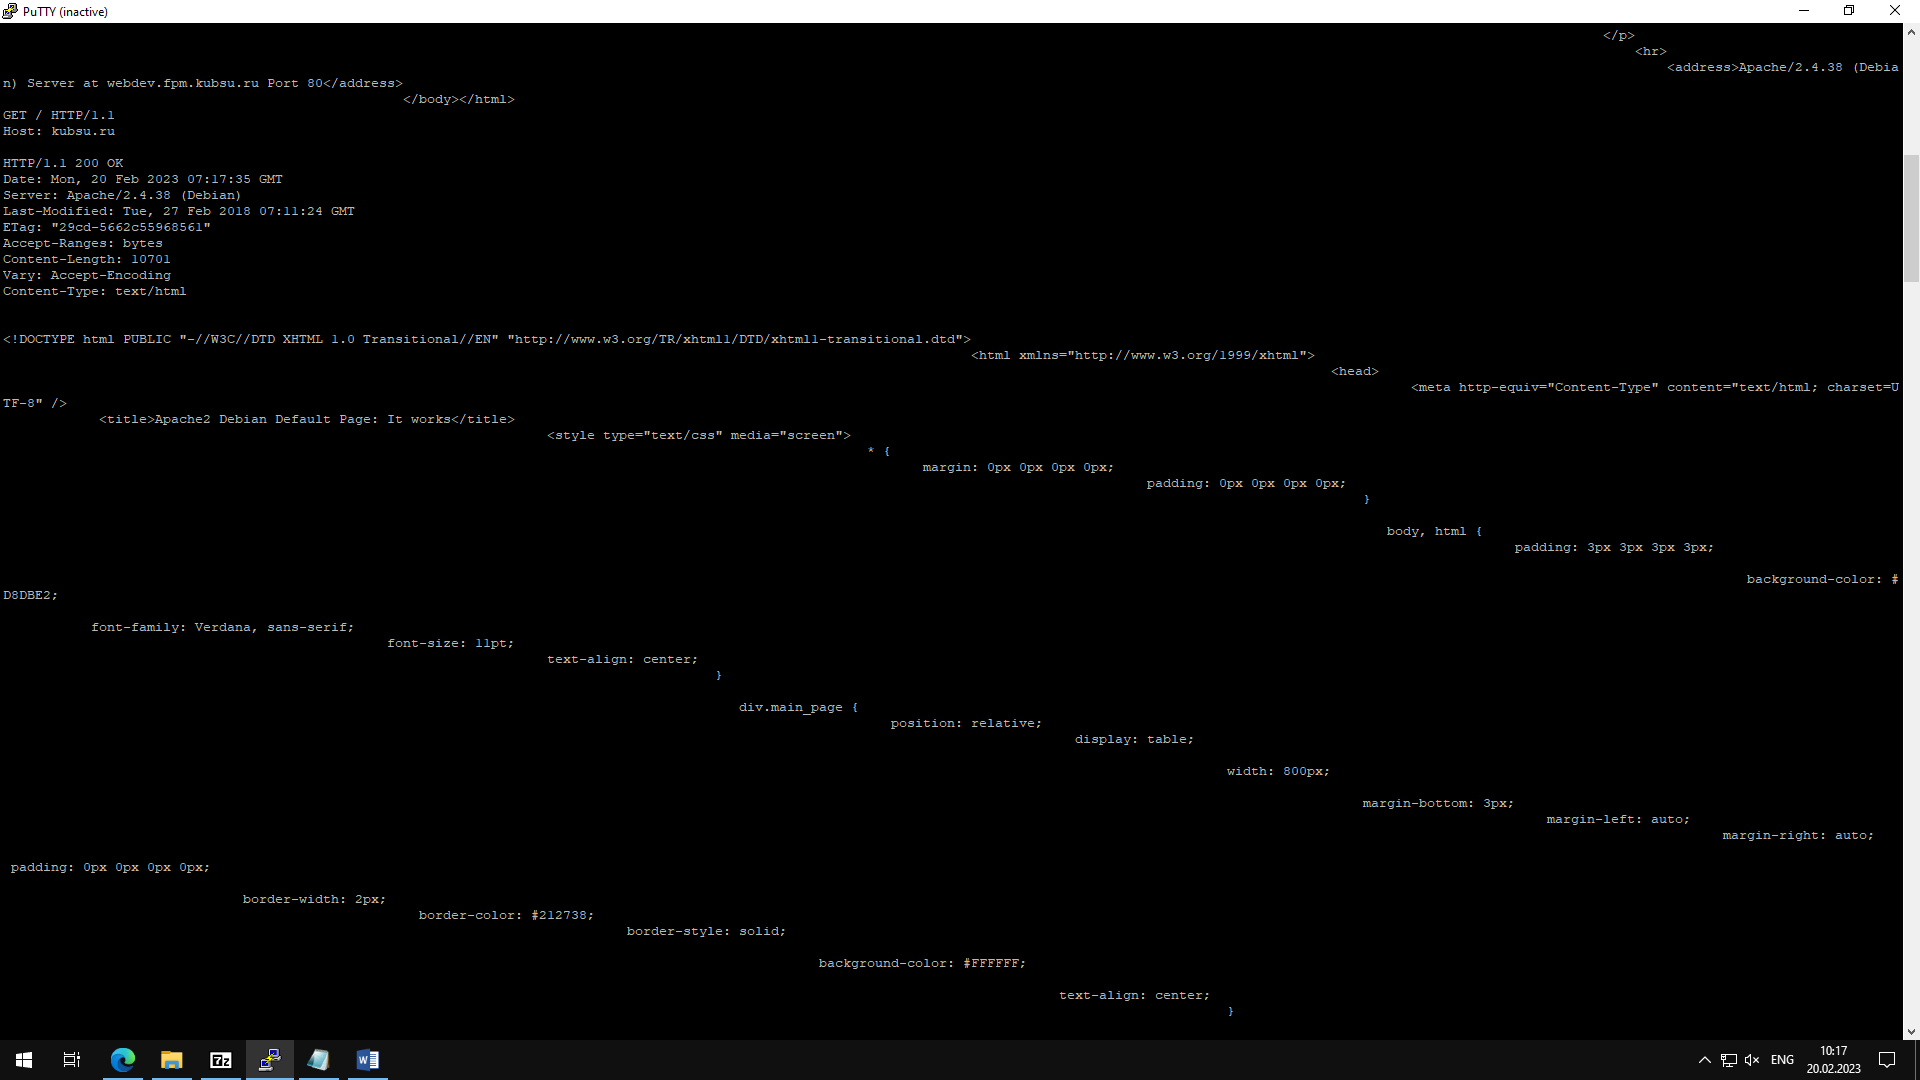 PuTTY (inactive)
</p>
<hr>
<address>Apache/2.4.38 (Debia
n) Server at webdev.fpm.kubsu.ru Port 80</address>
</body></html>
GET / HTTP/1.1
Host: kubsu.ru
HTTP/1.1 200 OK
Date: Mon, 20 Feb 2023 07:17:35 GMT
Server: Apache/2.4.38 (Debian)
Last-Modified: Tue, 27 Feb 2018 07:11:24 GMT
ETag: "29cd-5662c55968561"
Accept-Ranges: bytes
Content-Length: 10701
Vary: Accept-Encoding
Content-Type: text/html
<!DOCTYPE html PUBLIC "-//W3C//DTD XHTML 1.0 Transitional//EN" "http://www.w3.org/TR/xhtml1/DTD/xhtml1-transitional.dtd">
<html xmlns="http://www.w3.org/1999/xhtml">
<head>
<meta http-equiv="Content-Type" content="text/html; charset=U
TF-8" />
<title>Apache2 Debian Default Page: It works</title>
<style type="text/css" media="screen">
* {
margin: 0px 0px 0px 0px;
padding: 0px 0px 0px 0px;
}
body, html {
padding: 3px 3px 3px 3px;
background-color: #
D8DBE2;
font-family: Verdana, sans-serif;
font-size: 11pt;
text-align: center;
}
div.main_page {
position: relative;
display: table;
width: 800px;
margin-bottom: 3px;
margin-left: auto;
margin-right: auto;
padding: 0px 0px 0px 0px;
border-width: 2px;
border-color: #212738;
border-style: solid;
background-color: #FFFFFF;
text-align: center;
}
7z
W
ENG
10:17
20.02.2023